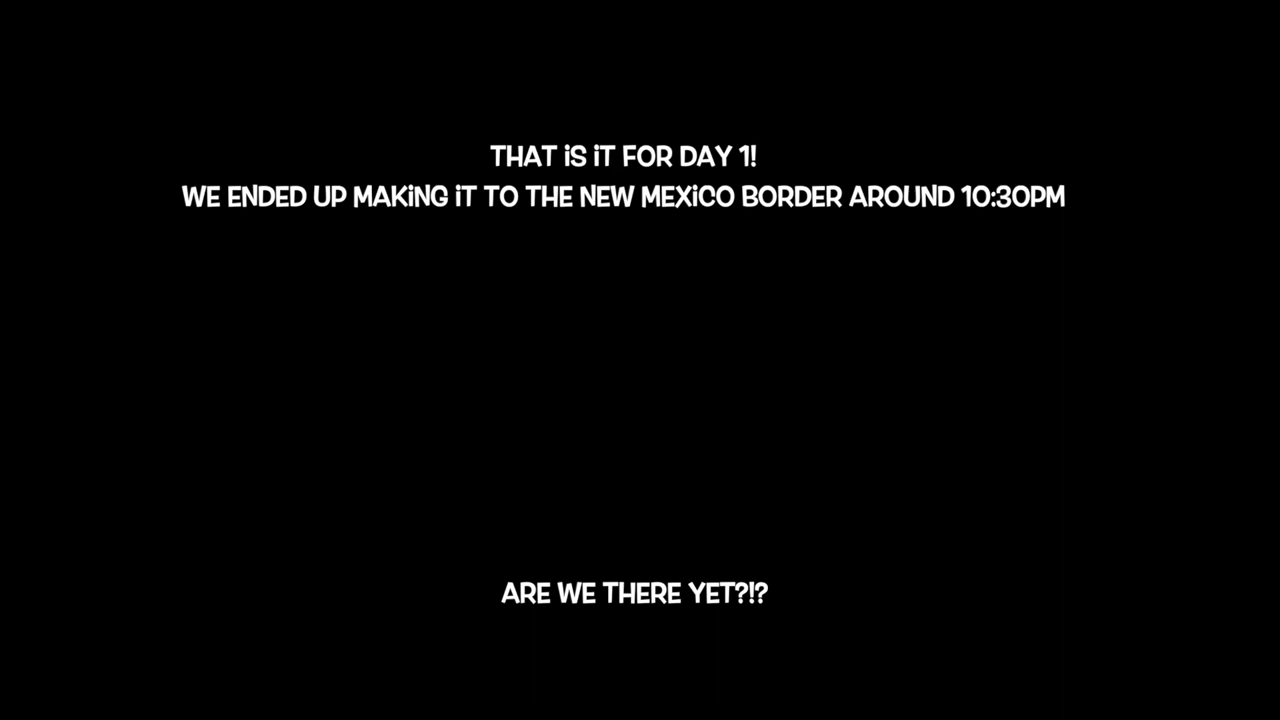 THAT iS iT FOR DAY 1!
WE ENDED UP MAKiNG iT TO THE NEW MEXiCO BORDER AROUND 10:30PM
ARE WE THERE YET?!?